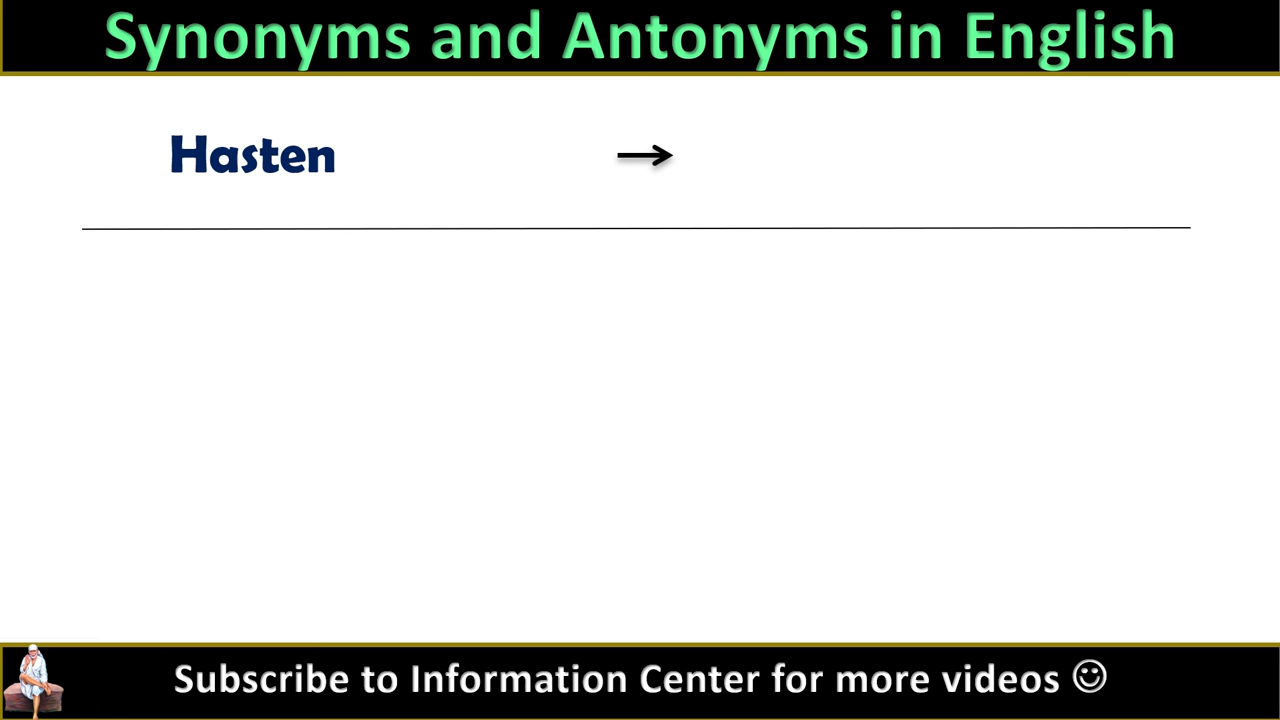 Synonyms and Antonyms in English
Hasten →
Subscribe to Information Center for more videos ☺